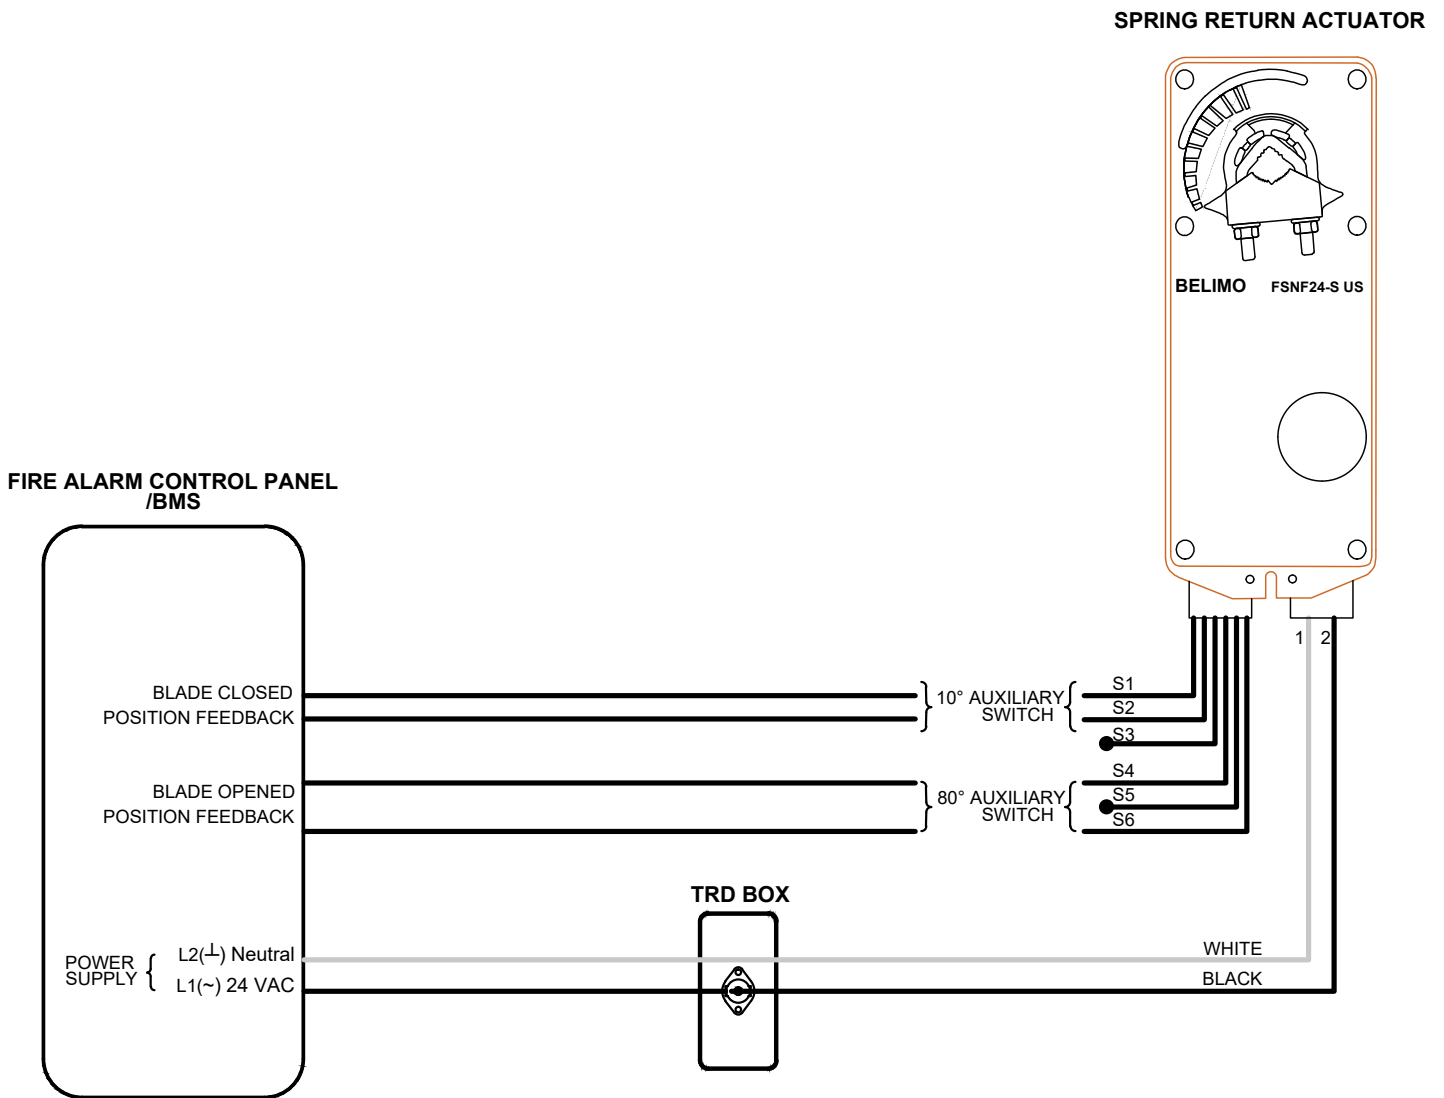 SPRING RETURN ACTUATOR
BELIMO FSNF24-S US
FIRE ALARM CONTROL PANEL
/BMS
1 2
BLADE CLOSED
POSITION FEEDBACK
10° AUXILIARY
SWITCH
S1
S2
S3
BLADE OPENED
POSITION FEEDBACK
80° AUXILIARY
SWITCH
S4
S5
S6
TRD BOX
POWER
SUPPLY
L2(┴) Neutral
L1(~) 24 VAC
WHITE
BLACK